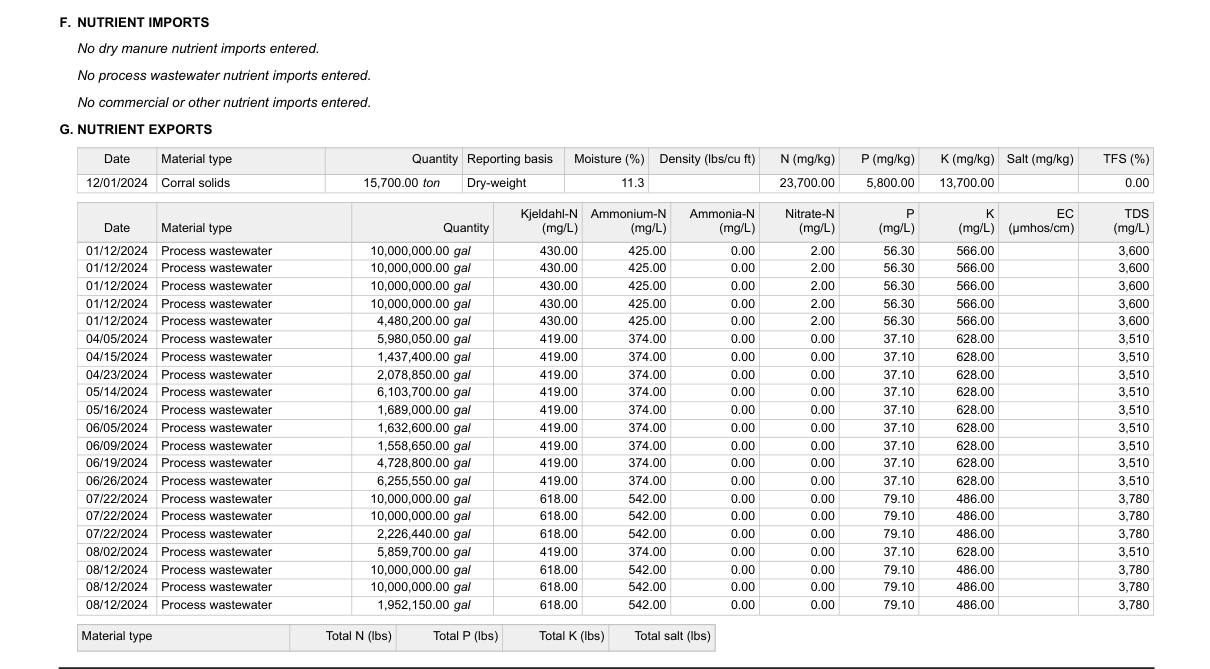 F. NUTRIENT IMPORTS
No dry manure nutrient imports entered.
No process wastewater nutrient imports entered.
No commercial or other nutrient imports entered.
G. NUTRIENT EXPORTS
Date Material type Quantity Reporting basis Moisture (%) Density (lbs/cu ft) N (mg/kg) P (mg/kg) K (mg/kg) Salt (mg/kg) TFS (%)
12/01/2024 Corral solids 15,700.00 ton Dry-weight 11.3 23,700.00 5,800.00 13,700.00 0.00
Kjeldahl-N Ammonium-N Ammonia-N Nitrate-N P K EC TDS
Date Material type Quantity (mg/L) (mg/L) (mg/L) (mg/L) (mg/L) (mg/L) (µmhos/cm) (mg/L)
01/12/2024 Process wastewater 10,000,000.00 gal 430.00 425.00 0.00 2.00 56.30 566.00 3,600
01/12/2024 Process wastewater 10,000,000.00 gal 430.00 425.00 0.00 2.00 56.30 566.00 3,600
01/12/2024 Process wastewater 10,000,000.00 gal 430.00 425.00 0.00 2.00 56.30 566.00 3,600
01/12/2024 Process wastewater 10,000,000.00 gal 430.00 425.00 0.00 2.00 56.30 566.00 3,600
01/12/2024 Process wastewater 4,480,200.00 gal 430.00 425.00 0.00 2.00 56.30 566.00 3,600
04/05/2024 Process wastewater 5,980,050.00 gal 419.00 374.00 0.00 0.00 37.10 628.00 3,510
04/15/2024 Process wastewater 1,437,400.00 gal 419.00 374.00 0.00 0.00 37.10 628.00 3,510
04/23/2024 Process wastewater 2,078,850.00 gal 419.00 374.00 0.00 0.00 37.10 628.00 3,510
05/14/2024 Process wastewater 6,103,700.00 gal 419.00 374.00 0.00 0.00 37.10 628.00 3,510
05/16/2024 Process wastewater 1,689,000.00 gal 419.00 374.00 0.00 0.00 37.10 628.00 3,510
06/05/2024 Process wastewater 1,632,600.00 gal 419.00 374.00 0.00 0.00 37.10 628.00 3,510
06/09/2024 Process wastewater 1,558,650.00 gal 419.00 374.00 0.00 0.00 37.10 628.00 3,510
06/19/2024 Process wastewater 4,728,800.00 gal 419.00 374.00 0.00 0.00 37.10 628.00 3,510
06/26/2024 Process wastewater 6,255,550.00 gal 419.00 374.00 0.00 0.00 37.10 628.00 3,510
07/22/2024 Process wastewater 10,000,000.00 gal 618.00 542.00 0.00 0.00 79.10 486.00 3,780
07/22/2024 Process wastewater 10,000,000.00 gal 618.00 542.00 0.00 0.00 79.10 486.00 3,780
07/22/2024 Process wastewater 2,226,440.00 gal 618.00 542.00 0.00 0.00 79.10 486.00 3,780
08/02/2024 Process wastewater 5,859,700.00 gal 419.00 374.00 0.00 0.00 37.10 628.00 3,510
08/12/2024 Process wastewater 10,000,000.00 gal 618.00 542.00 0.00 0.00 79.10 486.00 3,780
08/12/2024 Process wastewater 10,000,000.00 gal 618.00 542.00 0.00 0.00 79.10 486.00 3,780
08/12/2024 Process wastewater 1,952,150.00 gal 618.00 542.00 0.00 0.00 79.10 486.00 3,780
Material type Total N (lbs) Total P (lbs) Total K (lbs) Total salt (lbs)